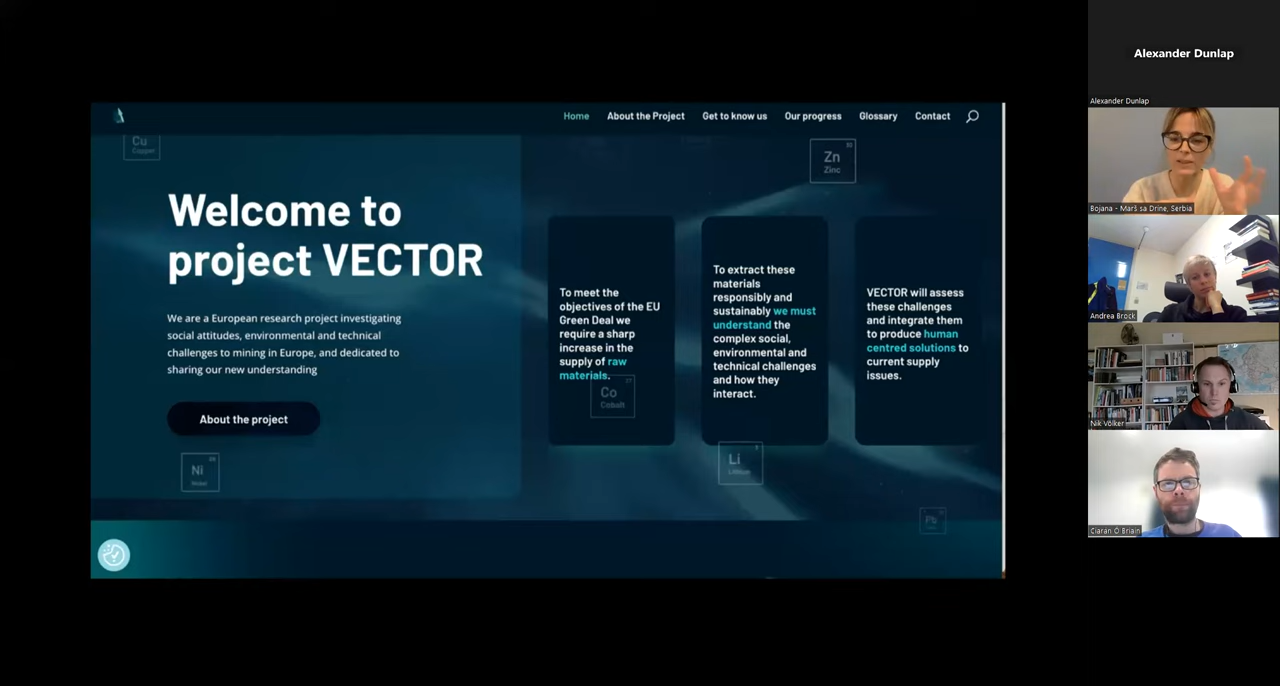 Home About the Project Get to know us Our progress Glossary Contact
Cu
Copper
Zn
Zinc
Welcome to
project VECTOR
We are a European research project investigating
social attitudes, environmental and technical
challenges to mining in Europe, and dedicated to
sharing our new understanding
About the project
Ni
To meet the
objectives of the EU
Green Deal we
require a sharp
increase in the
supply of raw
materials.
Co
Cobalt
To extract these
materials
responsibly and
sustainably we must
understand the
complex social,
environmental and
technical challenges
and how they
interact.
Li
VECTOR will assess
these challenges
and integrate them
to produce human
centred solutions to
current supply
issues.
Alexander Dunlap
Alexander Dunlap
Bojana - Marš sa Drine, Serbia
Andrea Brock
Nik Völker
Ciaran Ó Briain